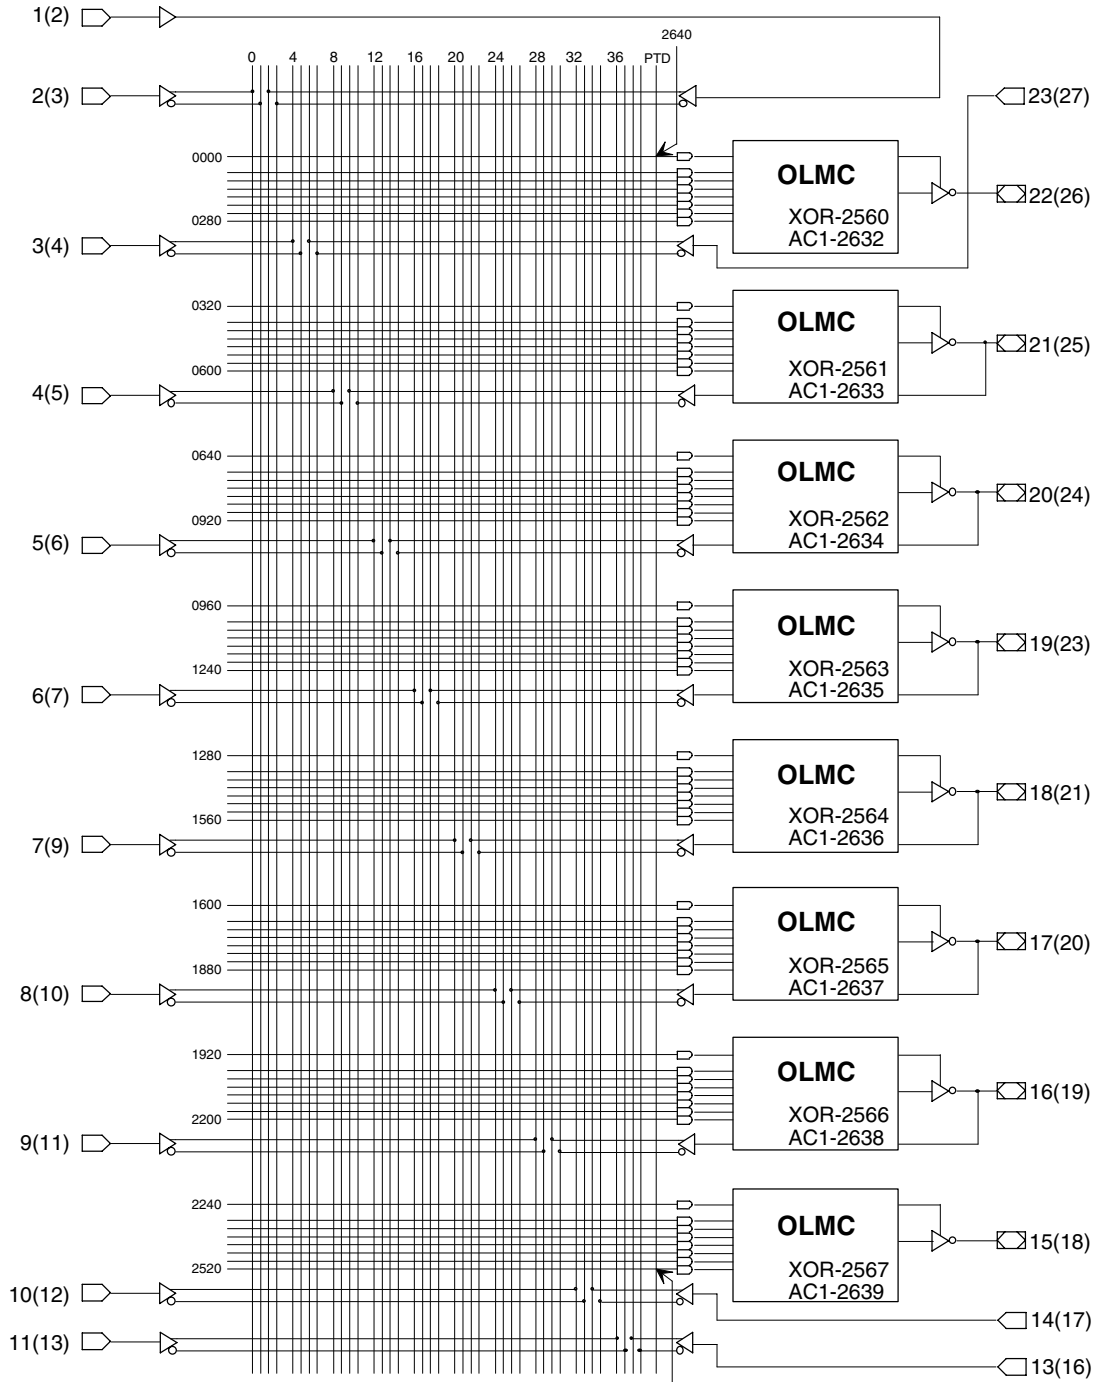 1(2)
2640
0 4 8 12 16 20 24 28 32 36 PTD
2(3)
23(27)
0000
OLMC
XOR-2560
AC1-2632
22(26)
0280
3(4)
0320
OLMC
XOR-2561
AC1-2633
21(25)
0600
4(5)
0640
OLMC
XOR-2562
AC1-2634
20(24)
0920
5(6)
0960
OLMC
XOR-2563
AC1-2635
19(23)
1240
6(7)
1280
OLMC
XOR-2564
AC1-2636
18(21)
1560
7(9)
1600
OLMC
XOR-2565
AC1-2637
17(20)
1880
8(10)
1920
OLMC
XOR-2566
AC1-2638
16(19)
2200
9(11)
2240
OLMC
XOR-2567
AC1-2639
15(18)
2520
10(12)
14(17)
11(13)
13(16)